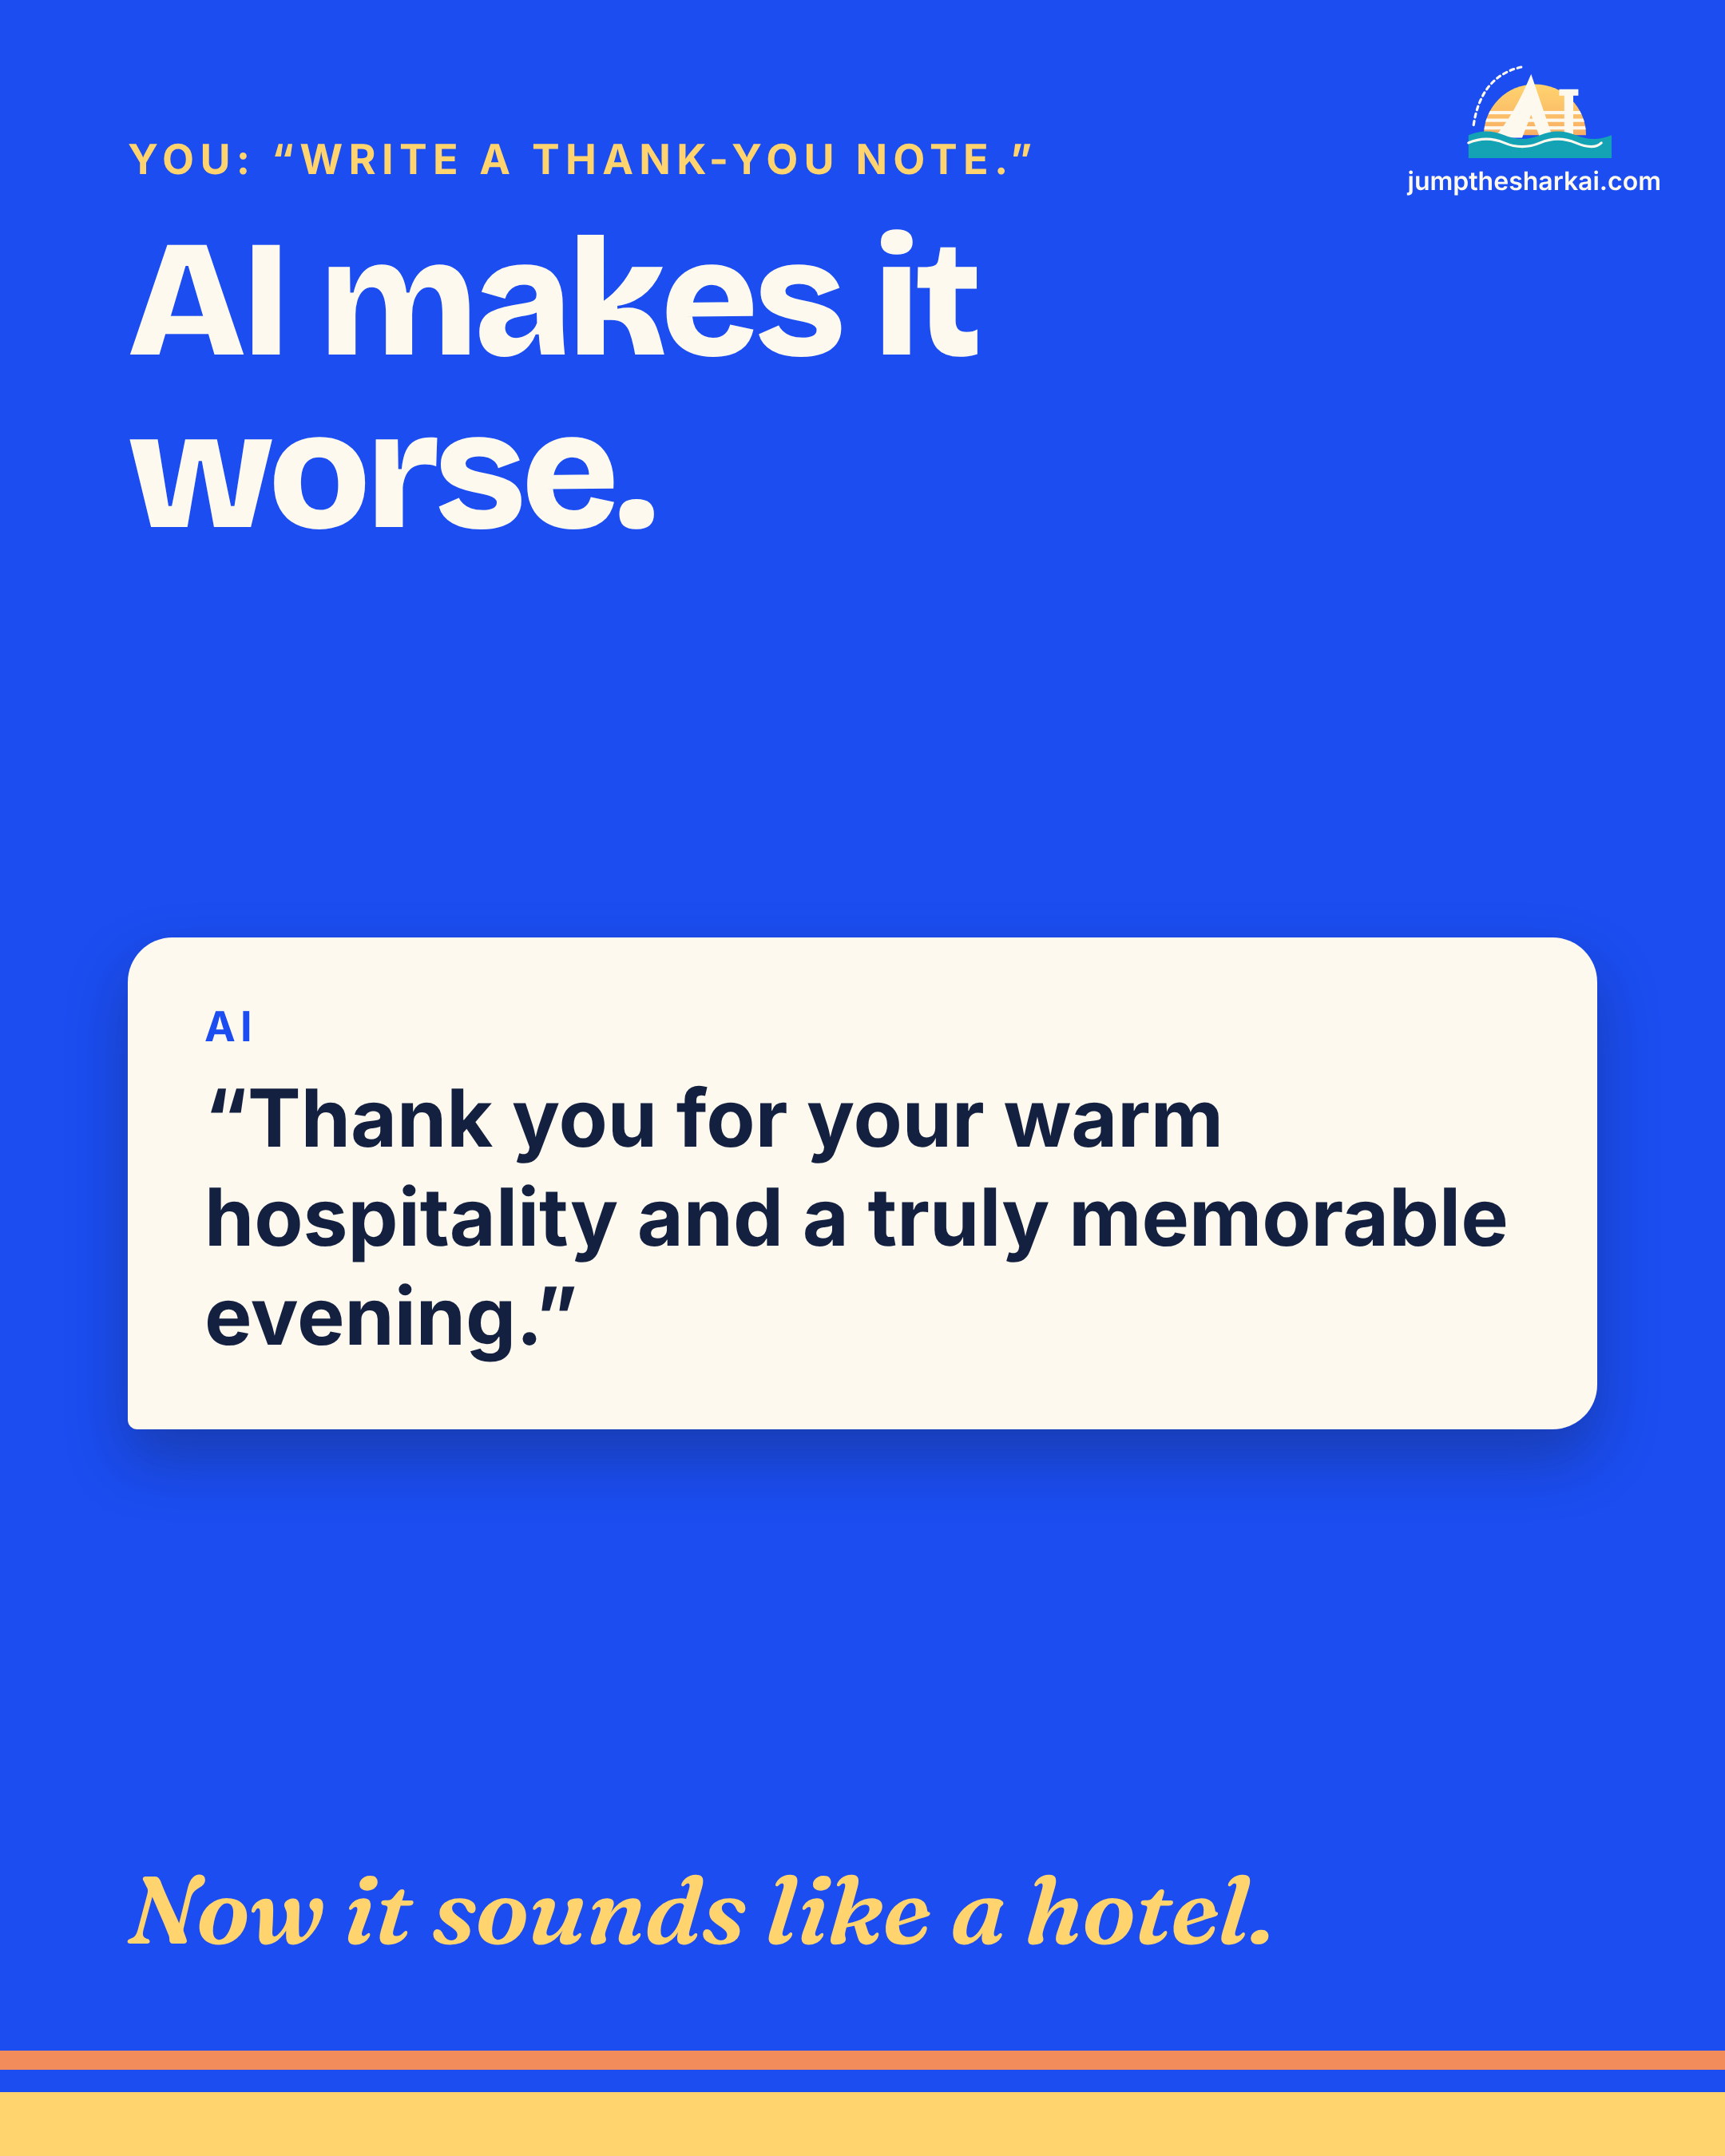 YOU: “WRITE A THANK-YOU NOTE.”
AI
jumpthesharkai.com
AI makes it
worse.
AI
“Thank you for your warm
hospitality and a truly memorable
evening.”
Now it sounds like a hotel.